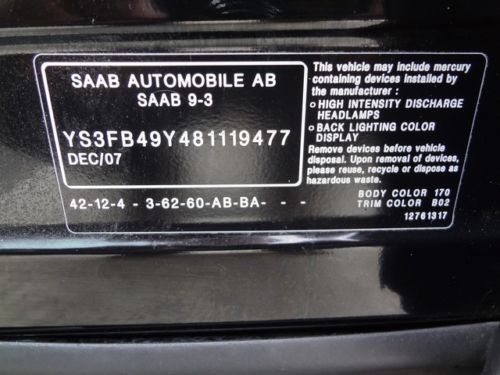 SAAB AUTOMOBILE AB
SAAB 9-3
YS3FB49Y481119477
DEC/07
42-12-4 - 3-62-60-AB-BA- - -
This vehicle may include mercury
containing devices installed by
the manufacturer :
o HIGH INTENSITY DISCHARGE
HEADLAMPS
o BACK LIGHTING COLOR
DISPLAY
Remove devices before vehicle
disposal. Upon removal of devices,
please reuse, recycle or dispose as
hazardous waste.
BODY COLOR 170
TRIM COLOR B02
12761317